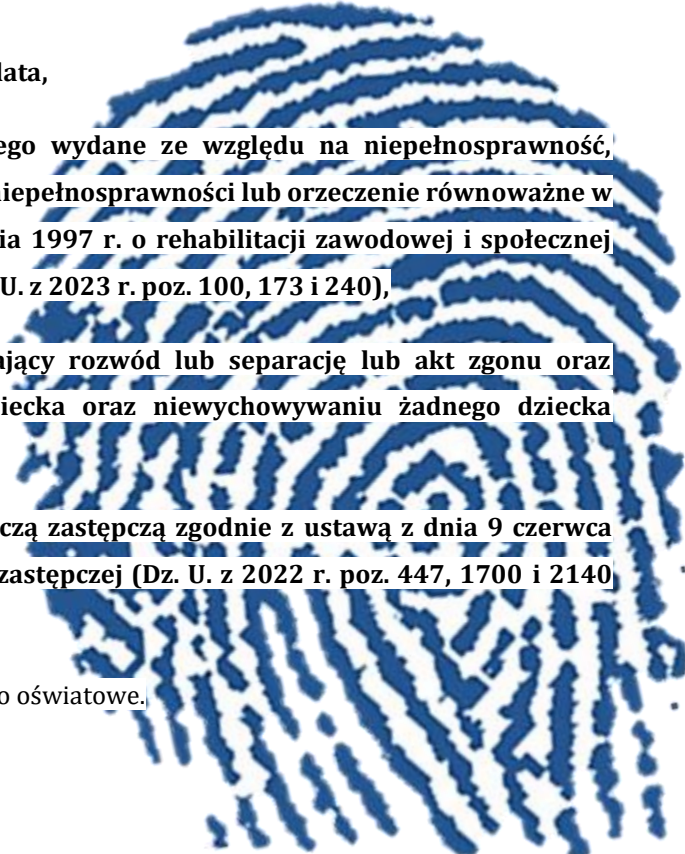 lata,
ego wydane ze względu na niepełnosprawność,
niepełnosprawności lub orzeczenie równoważne w
ia 1997 r. o rehabilitacji zawodowej i społecznej
U. z 2023 r. poz. 100, 173 i 240),
ający rozwód lub separację lub akt zgonu oraz
iecka oraz niewychowywaniu żadnego dziecka
czą zastępczą zgodnie z ustawą z dnia 9 czerwca
zastępczej (Dz. U. z 2022 r. poz. 447, 1700 i 2140
o oświatowe.